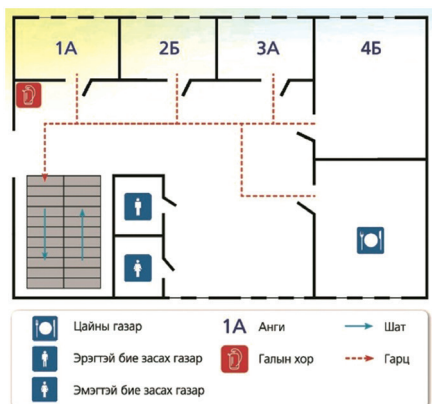 1А 2Б 3А 4Б
Цайны газар 1А Анги Шат
Эрэгтэй бие засах газар Галын хор Гарц
Эмэгтэй бие засах газар